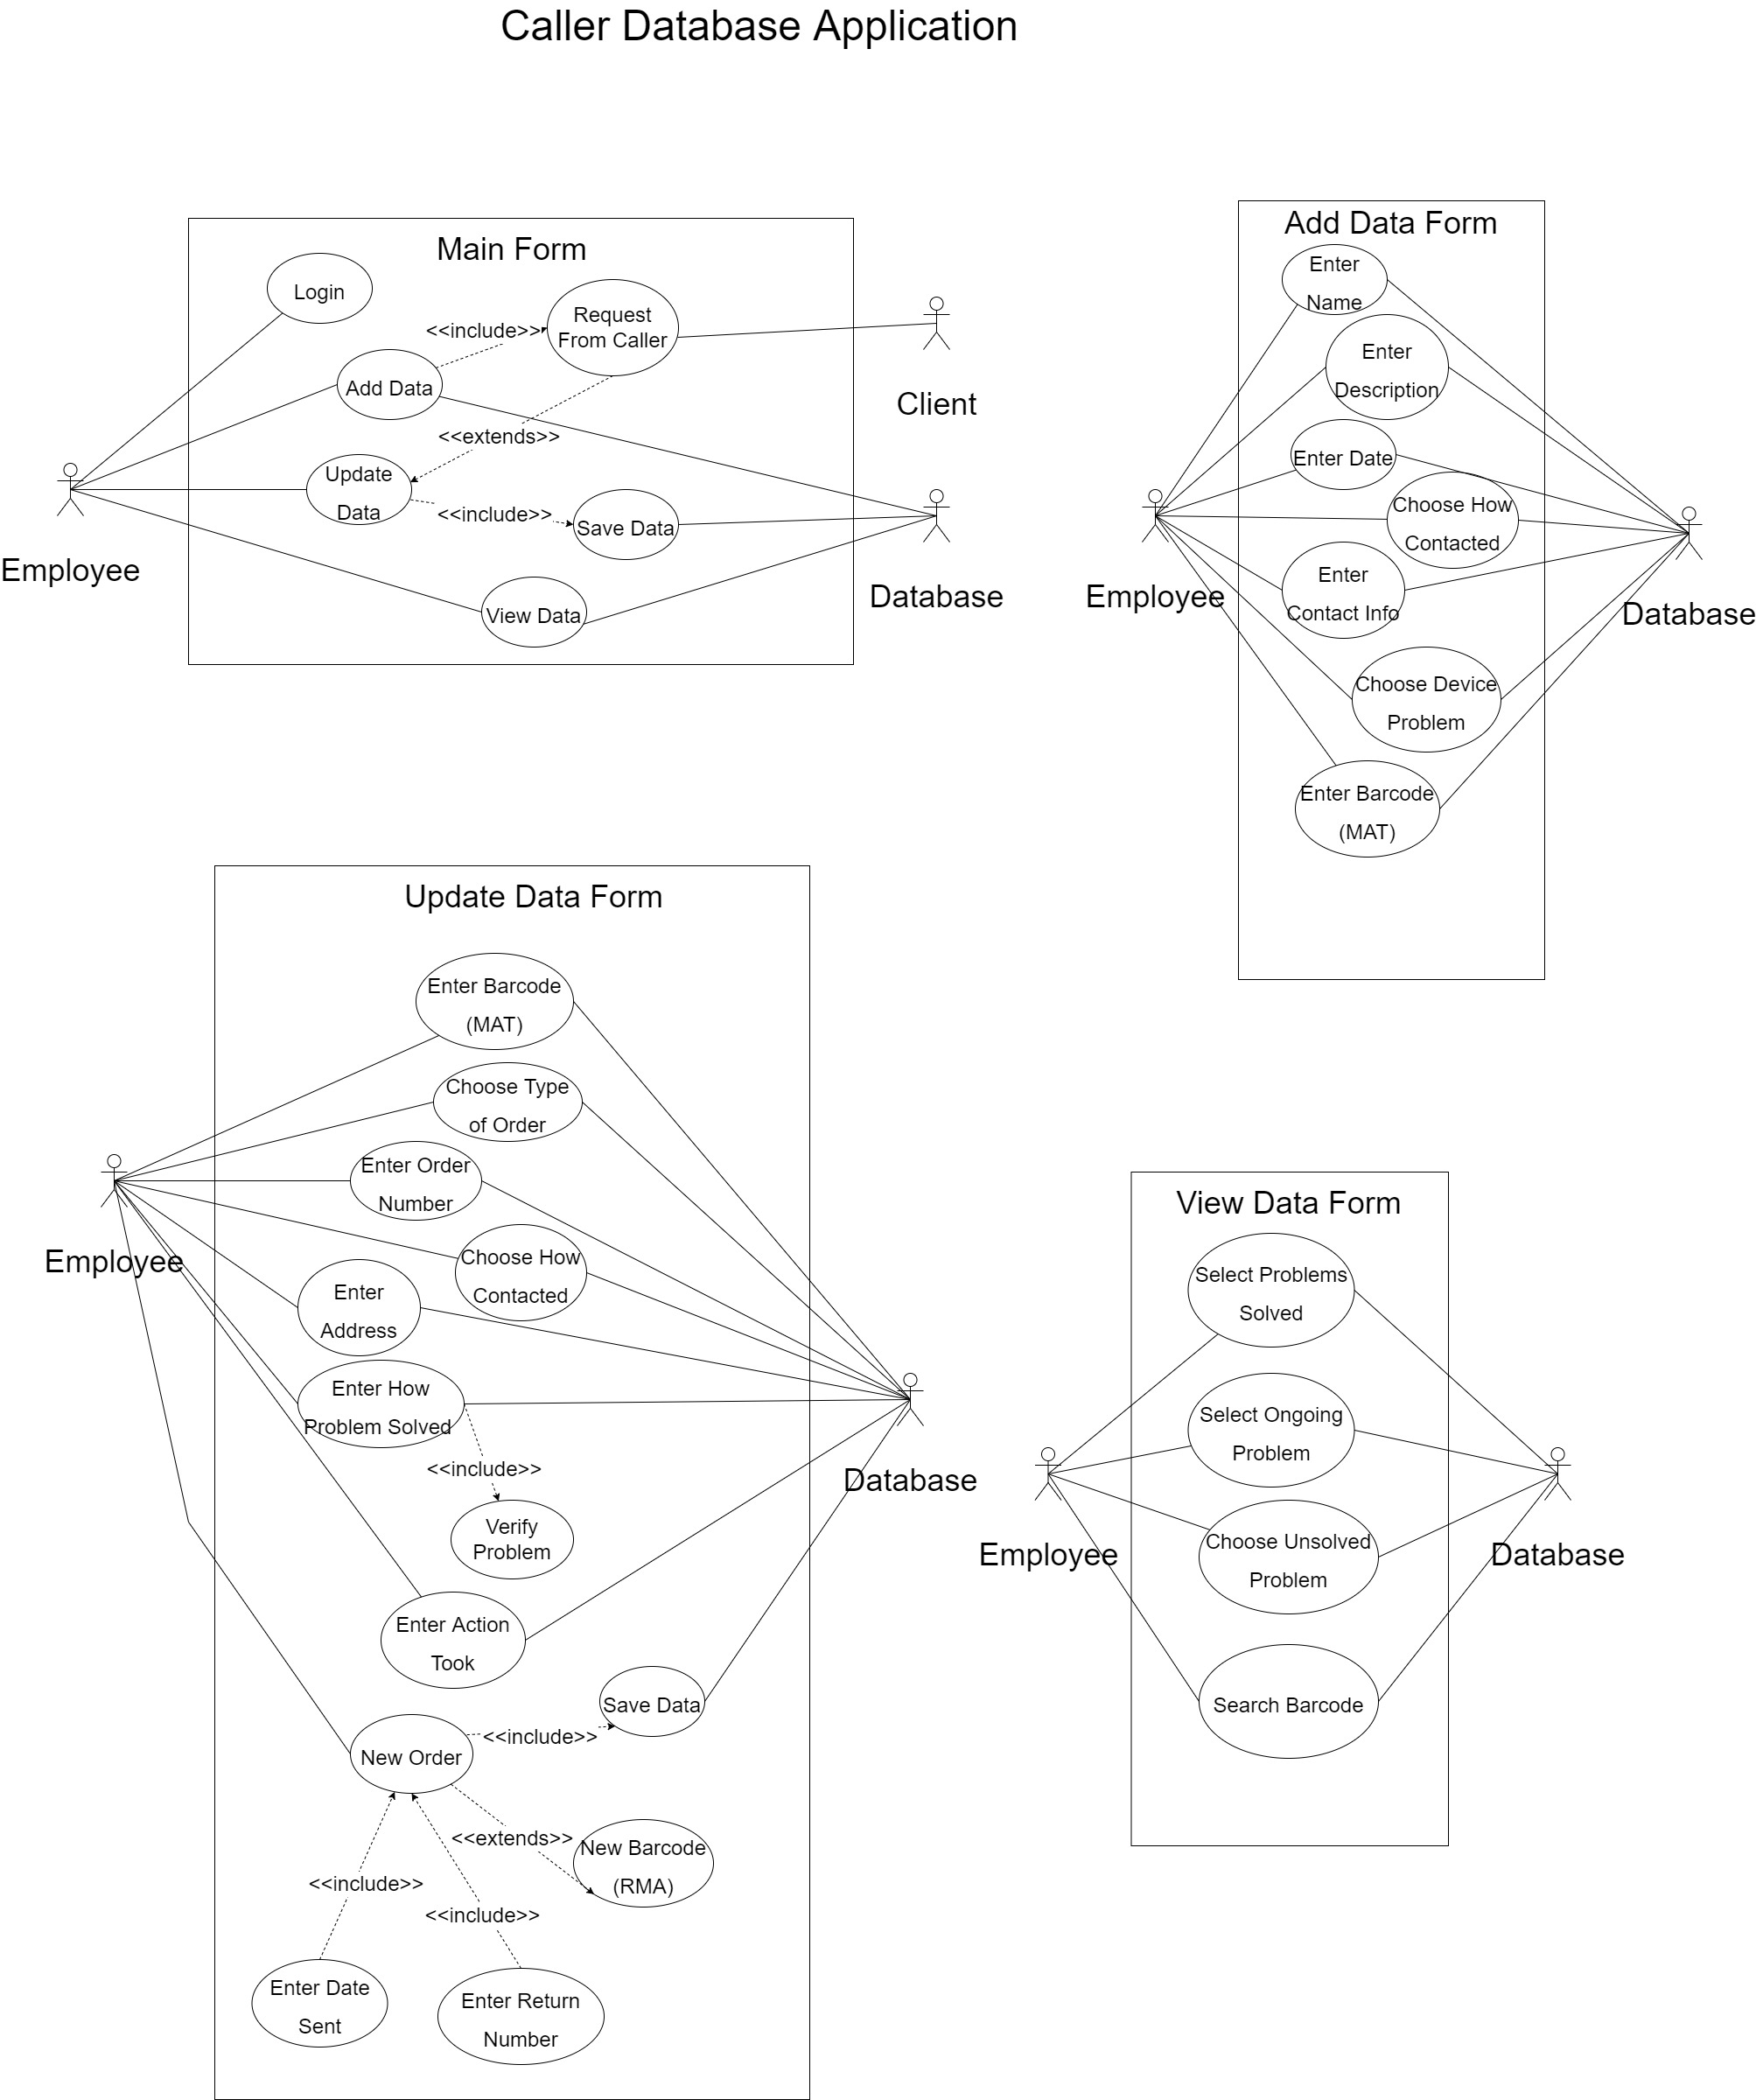 Caller Database Application
Main Form
Login
Request
From Caller
<<include>>
Add Data
<<extends>>
Update
Data
<<include>>
Save Data
View Data
Employee
Client
Database
Add Data Form
Enter
Name
Enter
Description
Enter Date
Choose How
Contacted
Enter
Contact Info
Choose Device
Problem
Enter Barcode
(MAT)
Employee
Database
Update Data Form
Enter Barcode
(MAT)
Choose Type
of Order
Enter Order
Number
Choose How
Contacted
Enter
Address
Enter How
Problem Solved
<<include>>
Verify
Problem
Enter Action
Took
Save Data
<<include>>
New Order
<<extends>>
New Barcode
(RMA)
<<include>>
<<include>>
Enter Date
Sent
Enter Return
Number
Employee
Database
View Data Form
Select Problems
Solved
Select Ongoing
Problem
Choose Unsolved
Problem
Search Barcode
Employee
Database